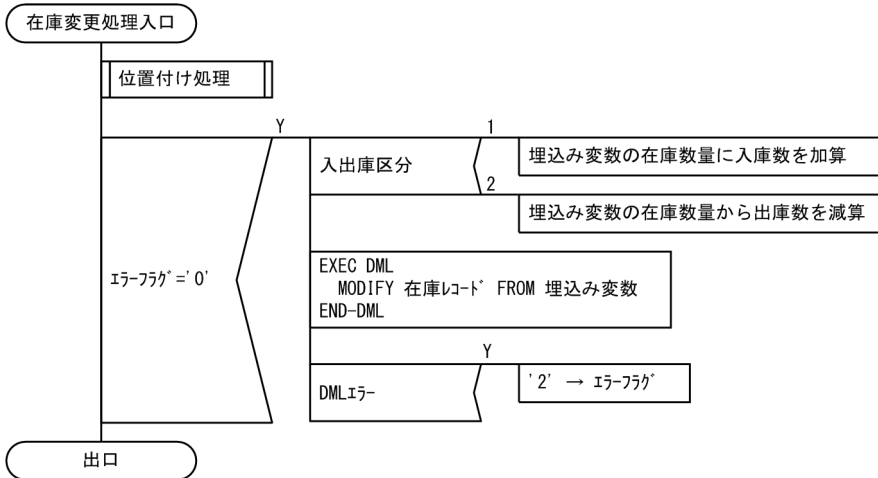 在庫変更処理入口
位置付け処理
Y
1
入出庫区分
埋込み変数の在庫数量に入庫数を加算
2
埋込み変数の在庫数量から出庫数を減算
ｴﾗｰﾌﾗｸﾞ='0'
EXEC DML
MODIFY 在庫ﾚｺｰﾄﾞ FROM 埋込み変数
END-DML
Y
DMLｴﾗｰ
'2' → ｴﾗｰﾌﾗｸﾞ
出口